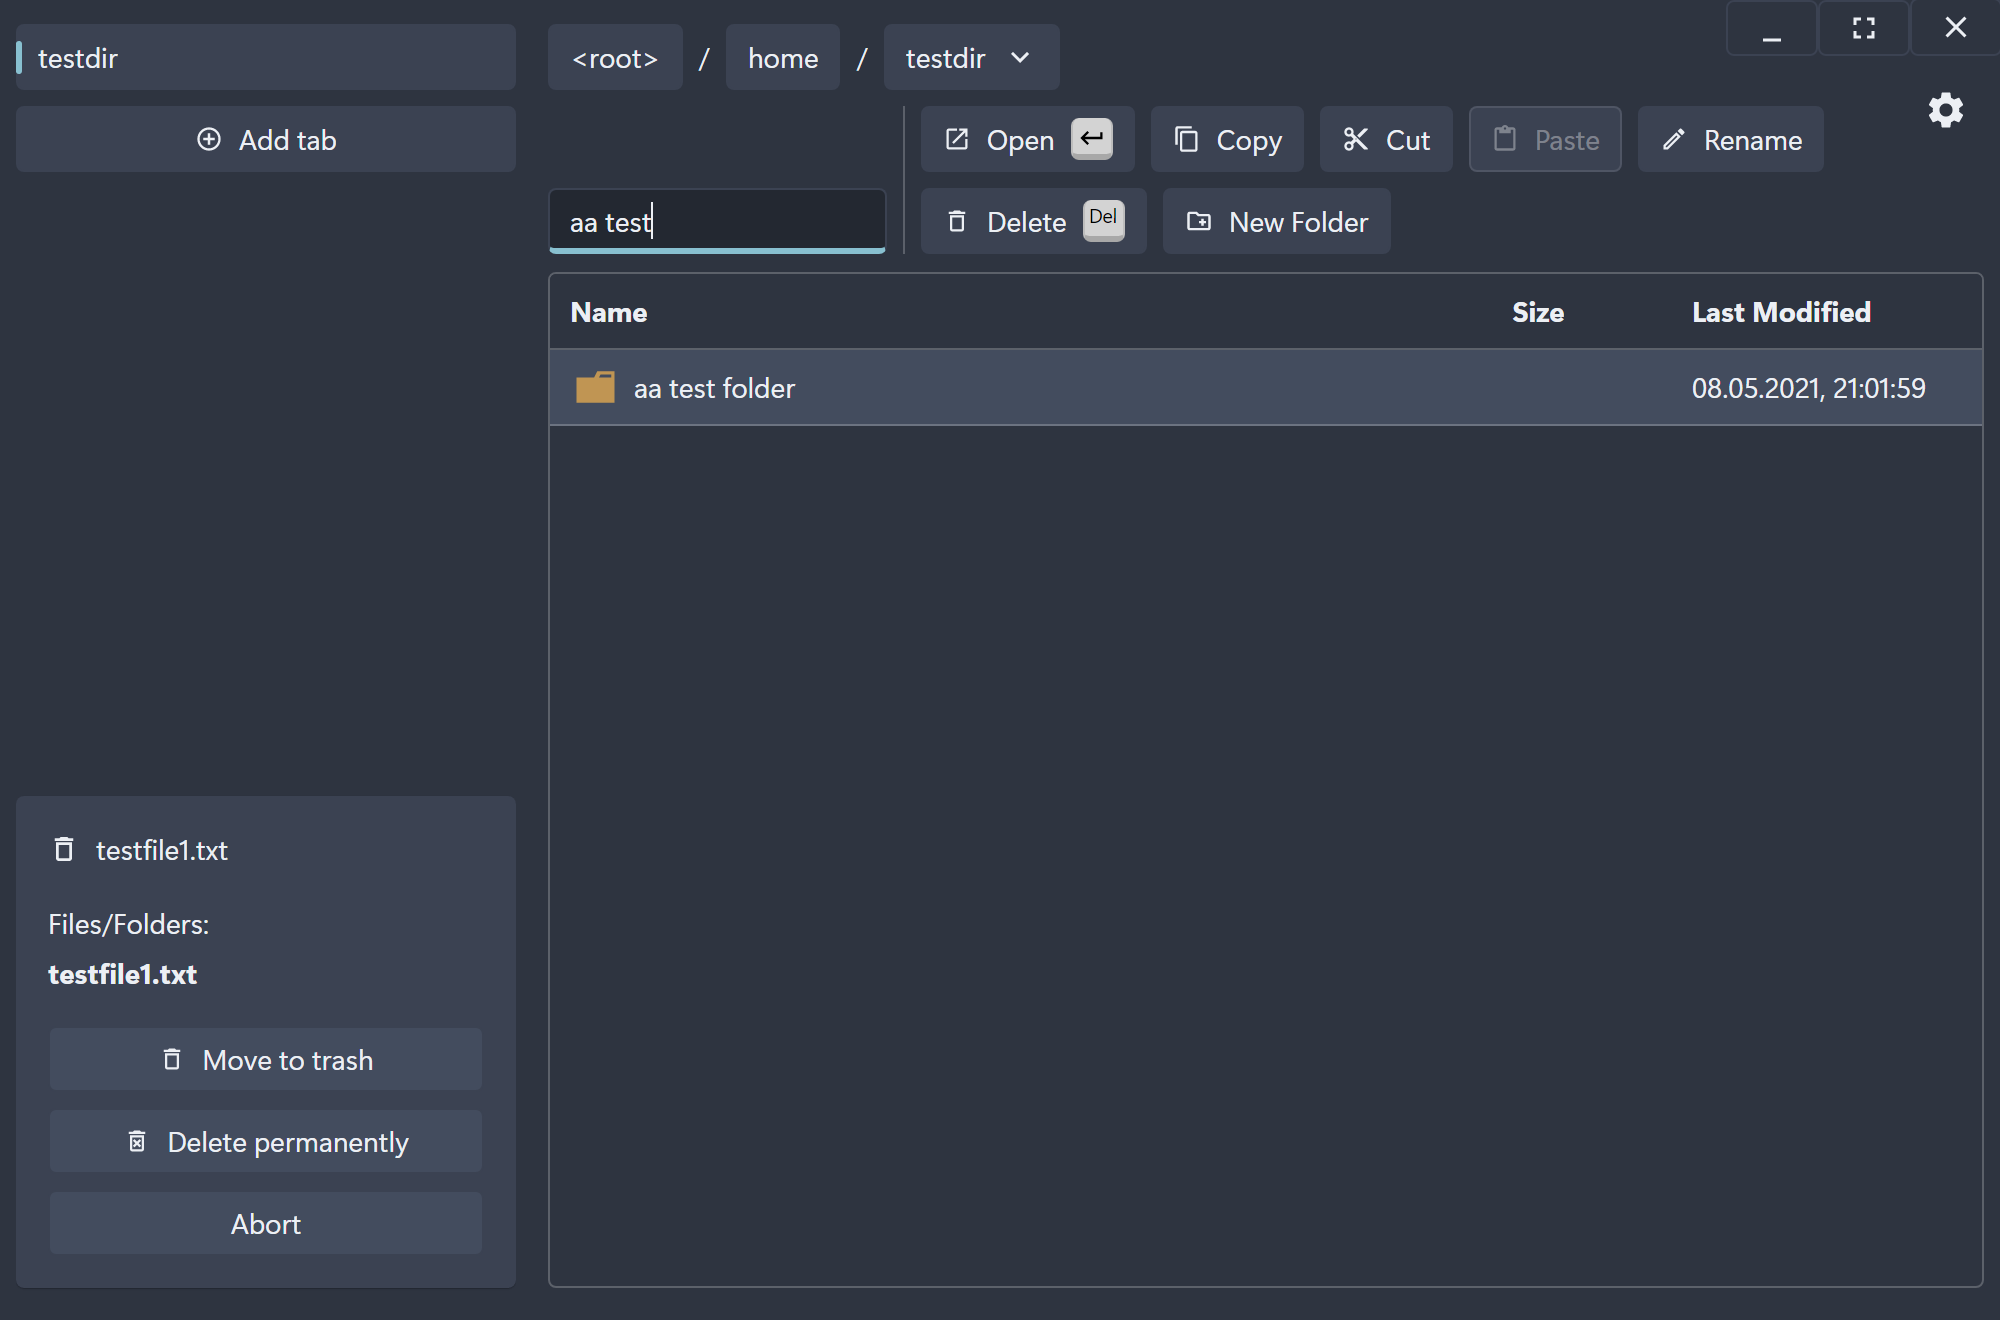 testdir
Add tab
<root> / home / testdir
Open Copy Cut Paste Rename
aa test
Delete Del New Folder
Name Size Last Modified
aa test folder 08.05.2021, 21:01:59
testfile1.txt
Files/Folders:
testfile1.txt
Move to trash
Delete permanently
Abort